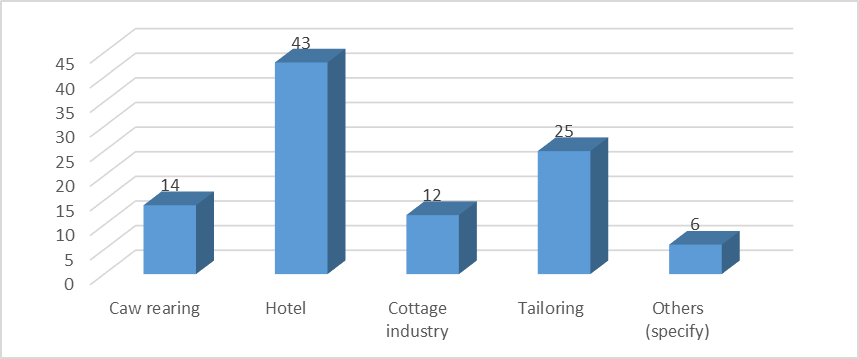 43
45
40
35
30
25
25
20
14
12
15
10
6
5
0
Caw rearing
Hotel
Cottage
industry
Tailoring
Others
(specify)